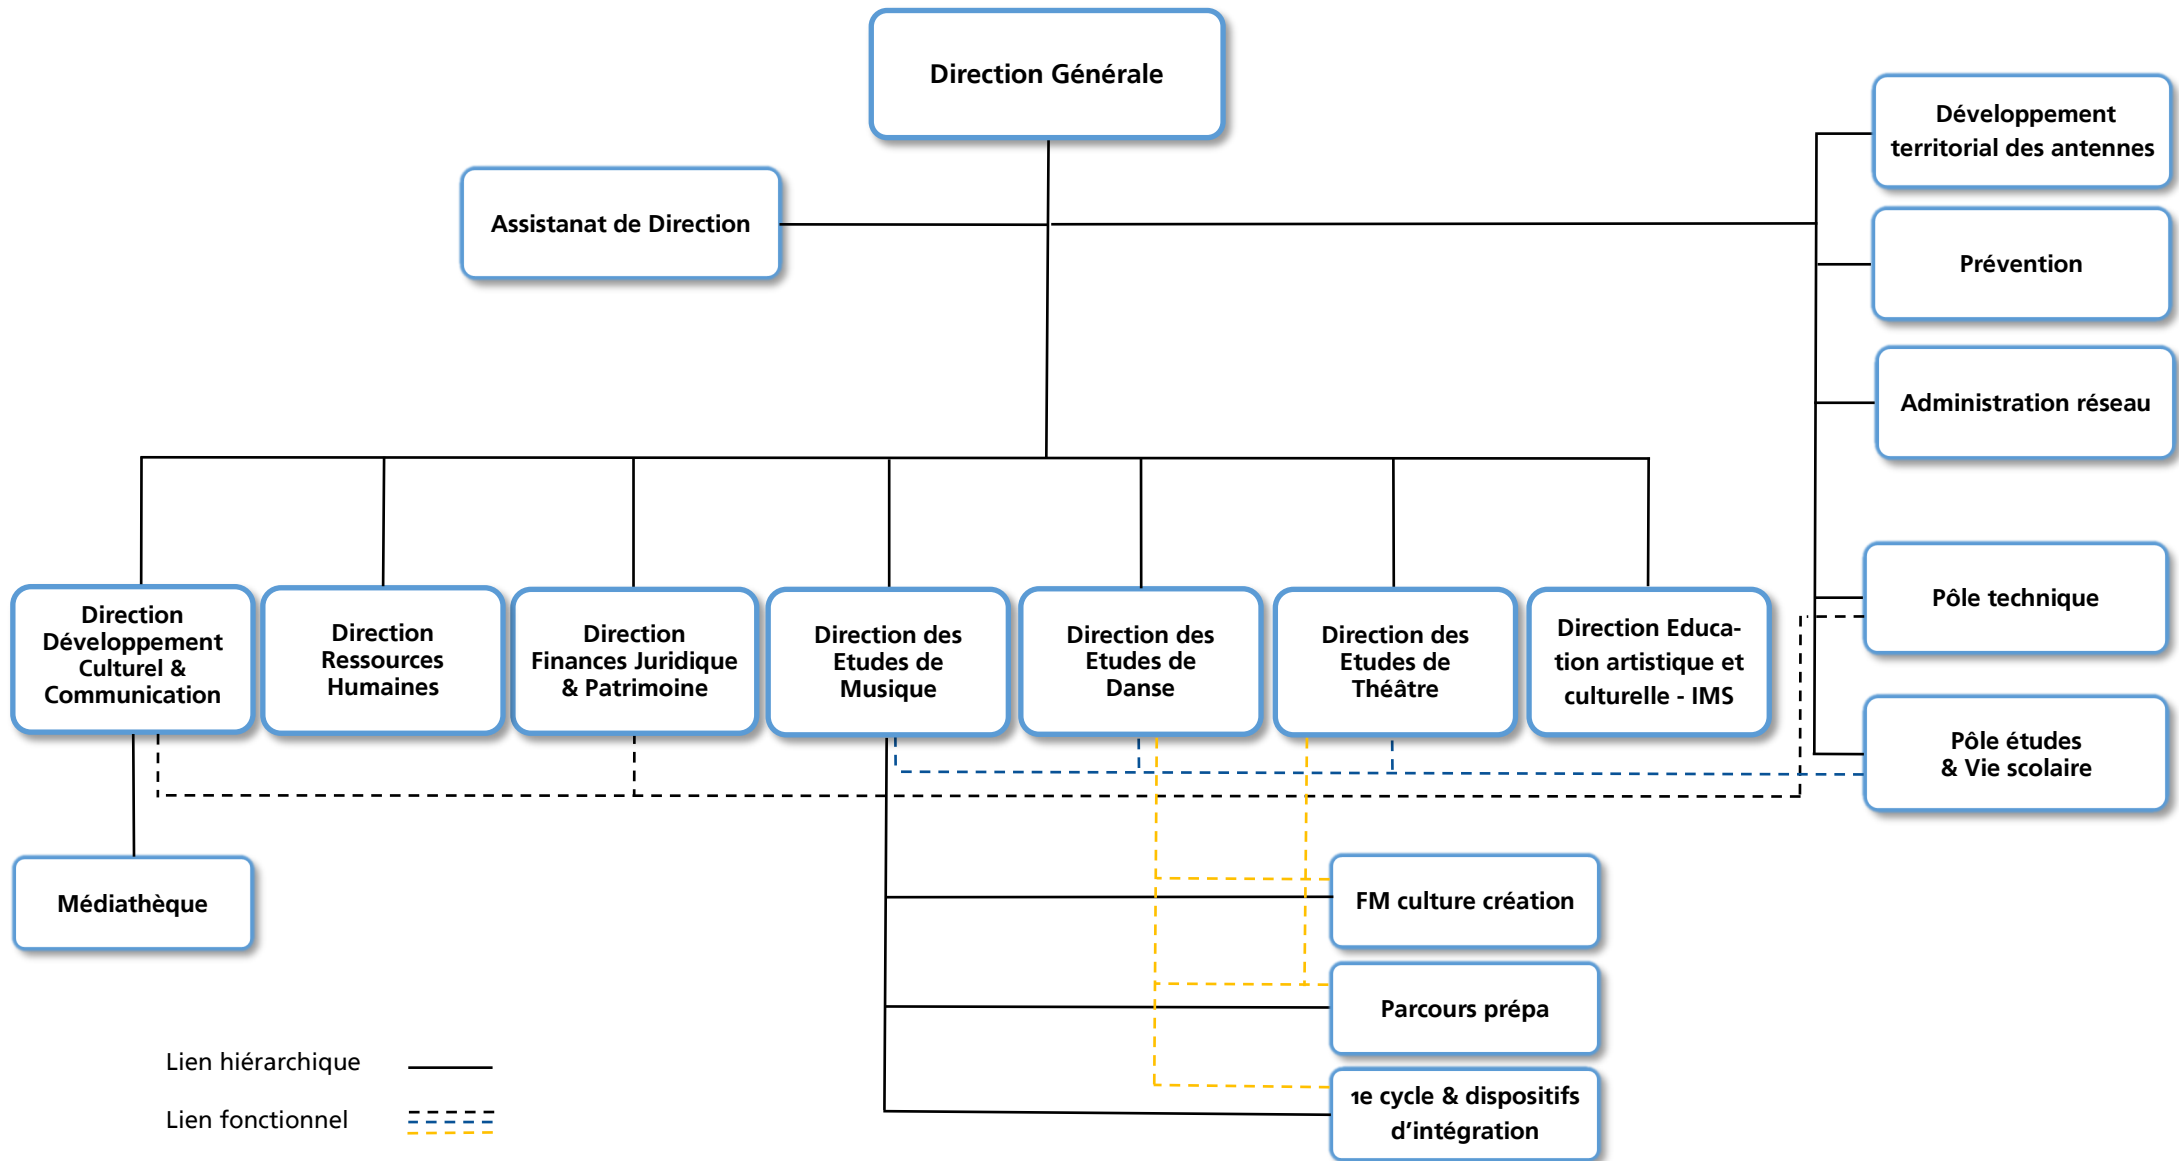 Direction Générale
Développement
territorial des antennes
Assistanat de Direction
Prévention
Administration réseau
Direction
Développement
Culturel &
Communication
Direction
Ressources
Humaines
Direction
Finances Juridique
& Patrimoine
Direction des
Etudes de
Musique
Direction des
Etudes de
Danse
Direction des
Etudes de
Théâtre
Direction Educa-
tion artistique et
culturelle - IMS
Pôle technique
Pôle études
& Vie scolaire
Médiathèque
FM culture création
Parcours prépa
1e cycle & dispositifs
d'intégration
Lien hiérarchique
Lien fonctionnel